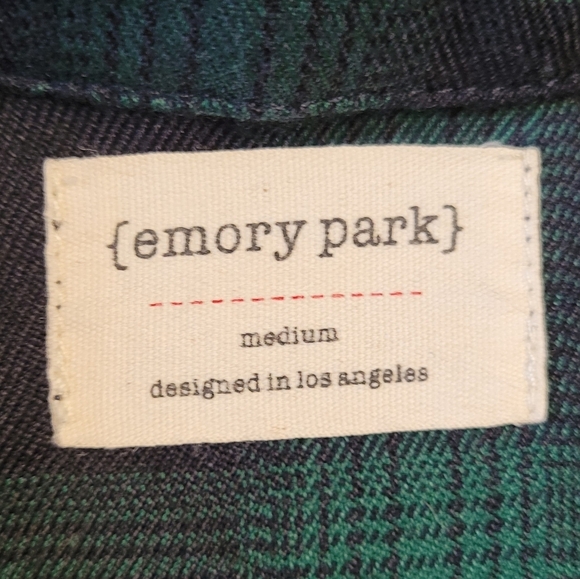 {emory park}
medium
designed in los angeles